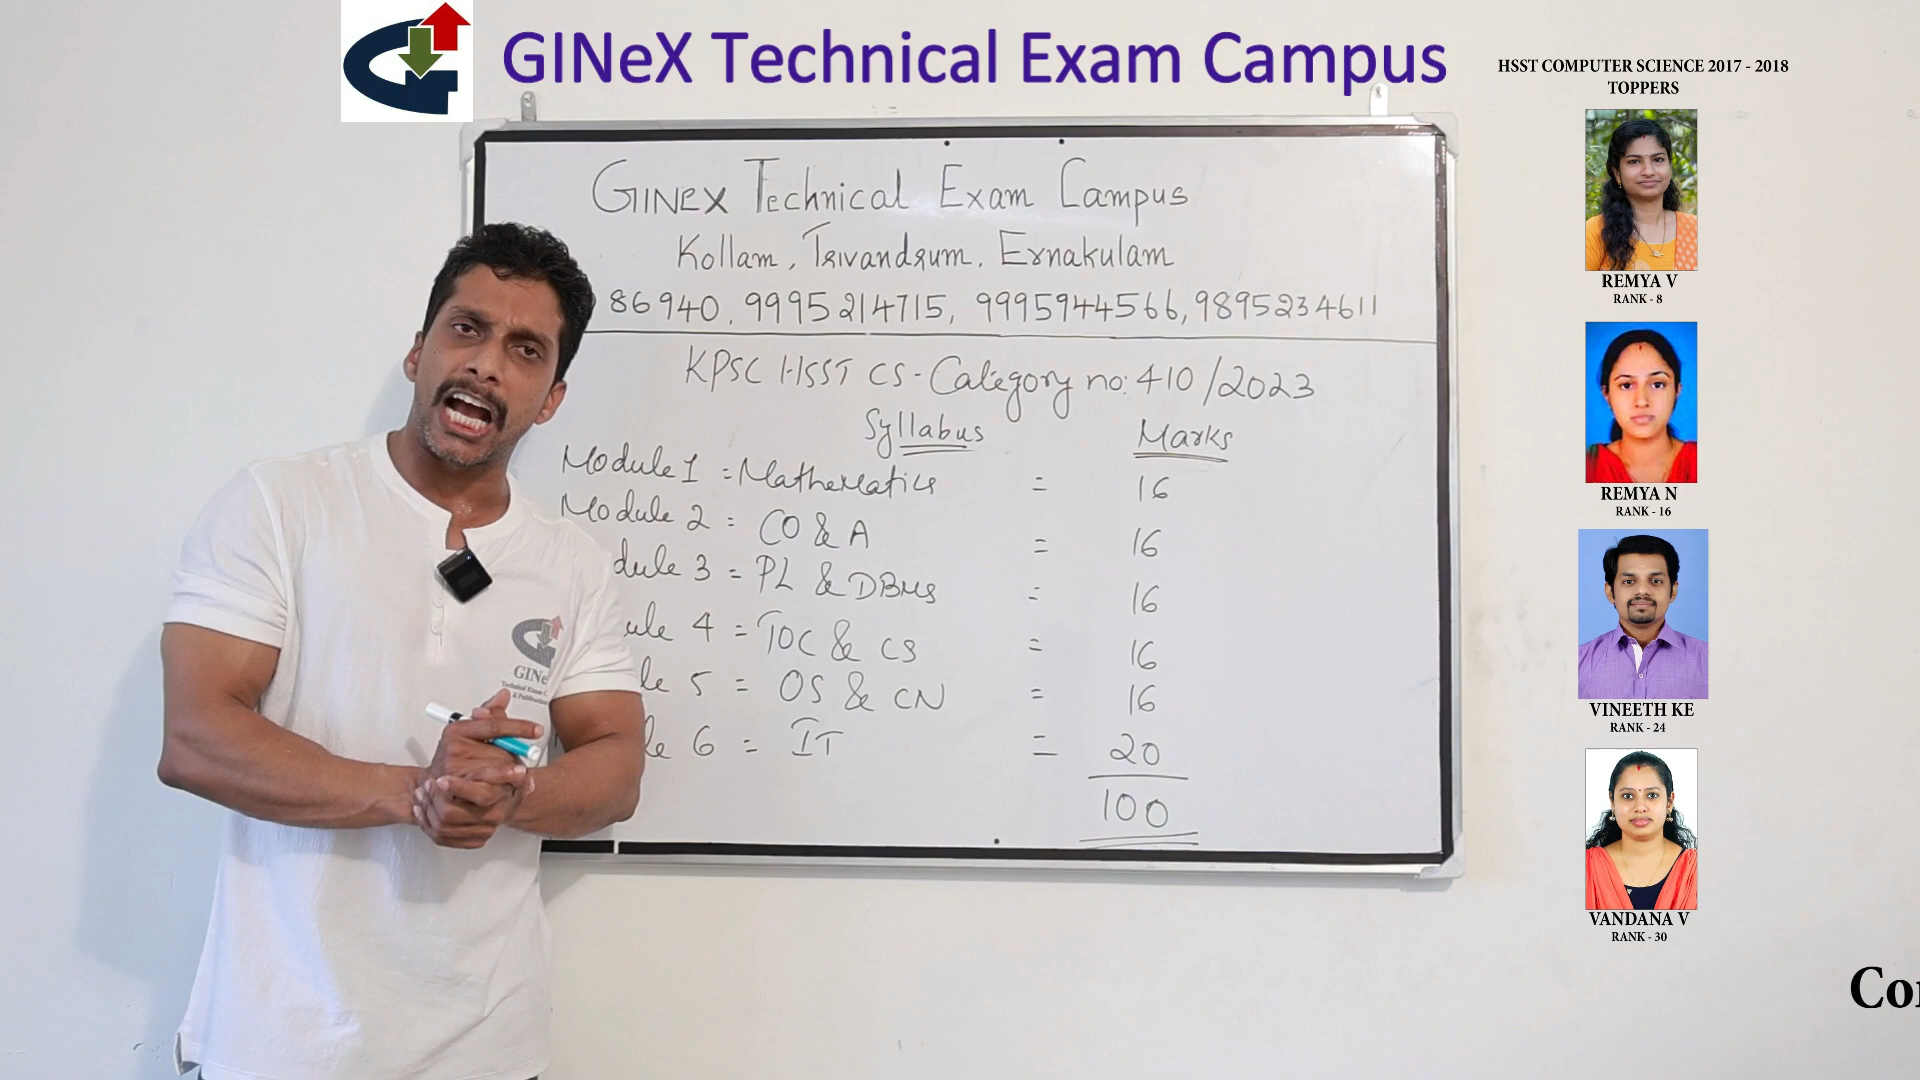 GINeX Technical Exam Campus
HSST COMPUTER SCIENCE 2017 - 2018
TOPPERS
REMYA V
RANK - 8
REMYA N
RANK - 16
VINEETH KE
RANK - 24
VANDANA V
RANK - 30
GINEX Technical Exam Campus
Kollam, Trivandrum, Ernakulam
86940, 9995214715, 9995944566, 9895234611
KPSC HSST CS - Category no: 410/2023
Syllabus Marks
Module 1 = Mathematics = 16
Module 2 = CO & A = 16
dule 3 = PL & DBMS = 16
ule 4 = TOC & CS = 16
le 5 = OS & CN = 16
le 6 = IT = 20
100
GINe
Technical Exam C